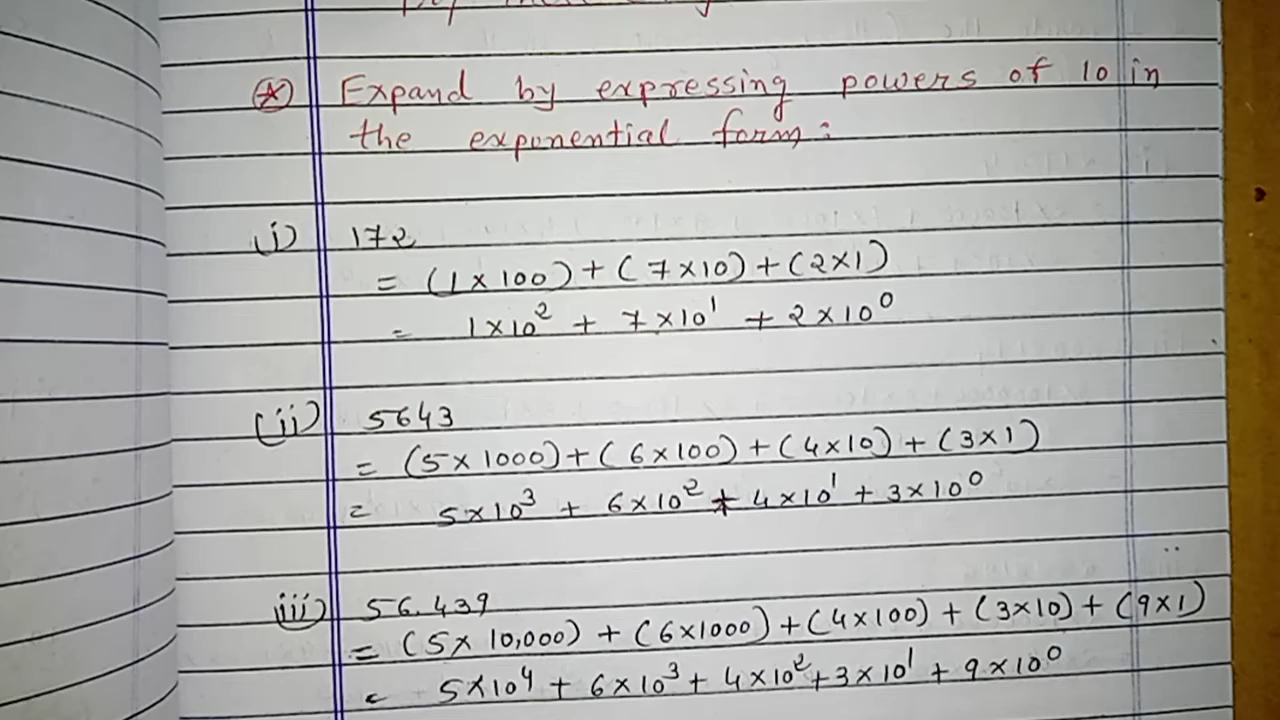 (*) Expand by expressing powers of 10 in
the exponential form:
(i) 172
= (1×100)+(7×10)+(2×1)
= 1×10² + 7×10¹ + 2×10⁰
(ii) 5643
= (5×1000)+(6×100)+(4×10)+(3×1)
= 5×10³ + 6×10² + 4×10¹ + 3×10⁰
(iii) 56.439
= (5×10,000) + (6×1000)+(4×100) + (3×10) + (9×1)
= 5×10⁴ + 6×10³ + 4×10² + 3×10¹ + 9×10⁰